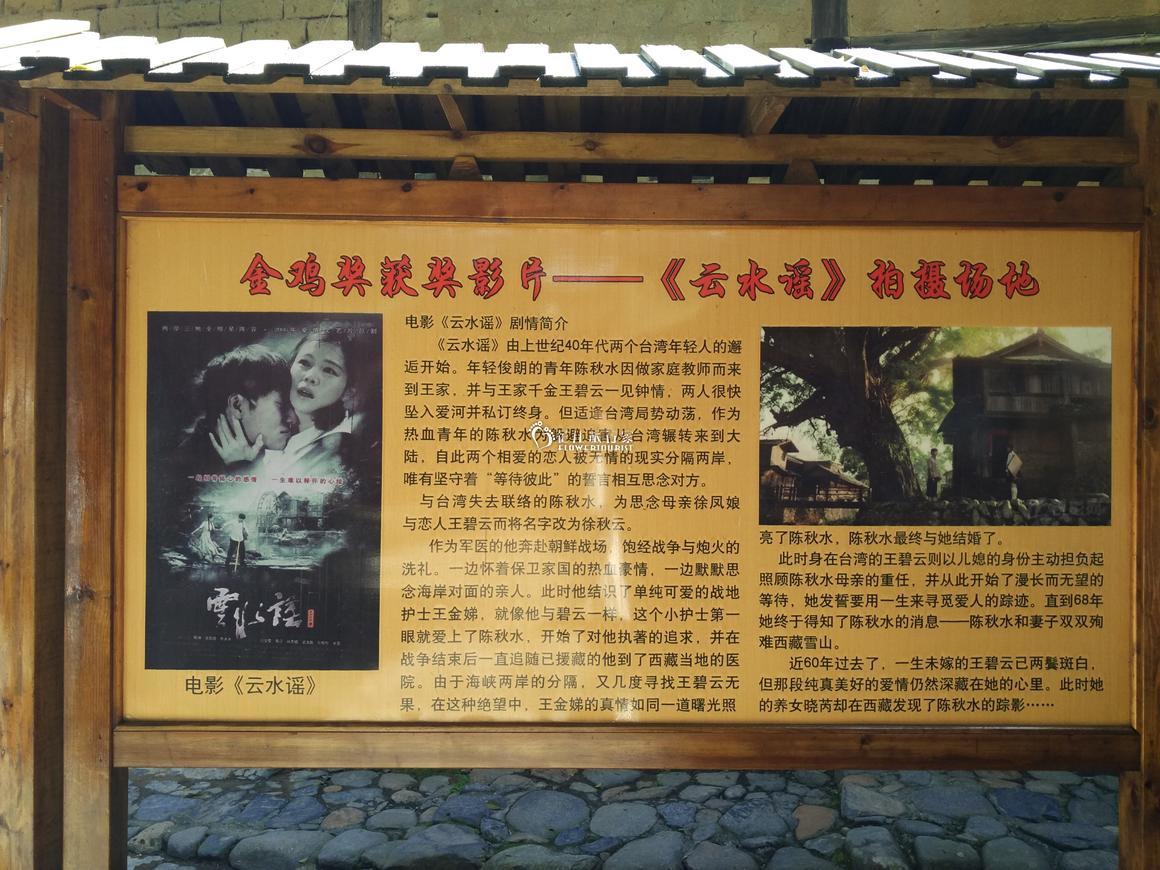 金鸡奖获奖影片——《云水谣》拍摄场地
一生难以释怀的心授
雲水谣
电影《云水谣》
电影《云水谣》剧情简介
《云水谣》由上世纪40年代两个台湾年轻人的邂
逅开始。年轻俊朗的青年陈秋水因做家庭教师而来
到王家，并与王家千金王碧云一见钟情；两人很快
坠入爱河并私订终身。但适逢台湾局势动荡，作为
热血青年的陈秋水为躲避追害从台湾辗转来到大
陆，自此两个相爱的恋人被无情的现实分隔两岸，
唯有坚守着“等待彼此”的誓言相互思念对方。
与台湾失去联络的陈秋水，为思念母亲徐凤娘
与恋人王碧云而将名字改为徐秋云。
作为军医的他奔赴朝鲜战场，饱经战争与炮火的
洗礼。一边怀着保卫家国的热血豪情，一边默默思
念海岸对面的亲人。此时他结识了单纯可爱的战地
护士王金娣，就像他与碧云一样，这个小护士第一
眼就爱上了陈秋水，开始了对他执著的追求，并在
战争结束后一直追随已援藏的他到了西藏当地的医
院。由于海峡两岸的分隔，又几度寻找王碧云无
果，在这种绝望中，王金娣的真情如同一道曙光照
亮了陈秋水，陈秋水最终与她结婚了。
此时身在台湾的王碧云则以儿媳的身份主动担负起
照顾陈秋水母亲的重任，并从此开始了漫长而无望的
等待，她发誓要用一生来寻觅爱人的踪迹。直到68年
她终于得知了陈秋水的消息——陈秋水和妻子双双殉
难西藏雪山。
近60年过去了，一生未嫁的王碧云已两鬓斑白，
但那段纯真美好的爱情仍然深藏在她的心里。此时她
的养女晓芮却在西藏发现了陈秋水的踪影……
FLOWERTOURIST